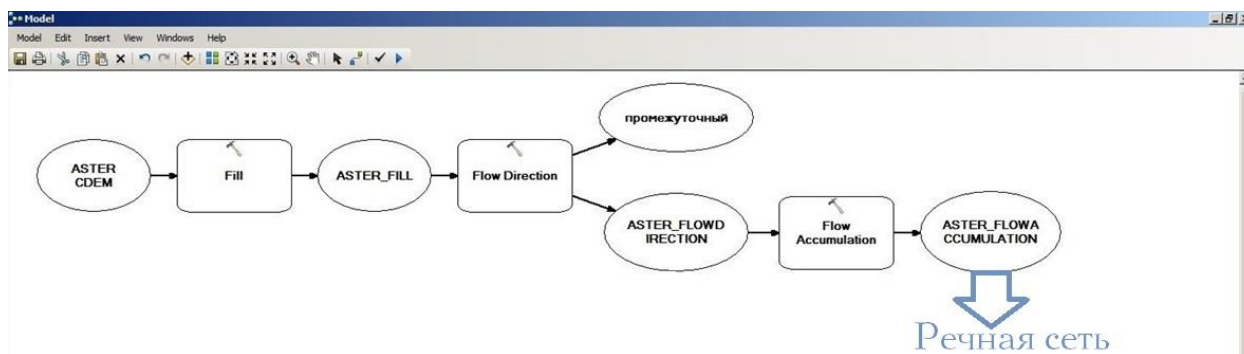 Model
Model Edit Insert View Windows Help
промежуточный
ASTER
CDEM
Fill
ASTER_FILL
Flow Direction
ASTER_FLOWD
IRECTION
Flow
Accumulation
ASTER_FLOWA
CCUMULATION
Речная сеть